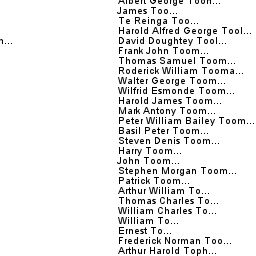 Albert George Toon...
James Too...
Te Reinga Too...
Harold Alfred George Tool...
n...
David Doughtey Tool...
Frank John Toom...
Thomas Samuel Toom...
Roderick William Tooma...
Walter George Toom...
Wilfrid Esmonde Toom...
Harold James Toom...
Mark Antony Toom...
Peter William Bailey Toom...
Basil Peter Toom...
Steven Denis Toom...
Harry Toom...
John Toom...
Stephen Morgan Toom...
Patrick Toom...
Arthur William To...
Thomas Charles To...
William Charles To...
William To...
Ernest To...
Frederick Norman Too...
Arthur Harold Toph...